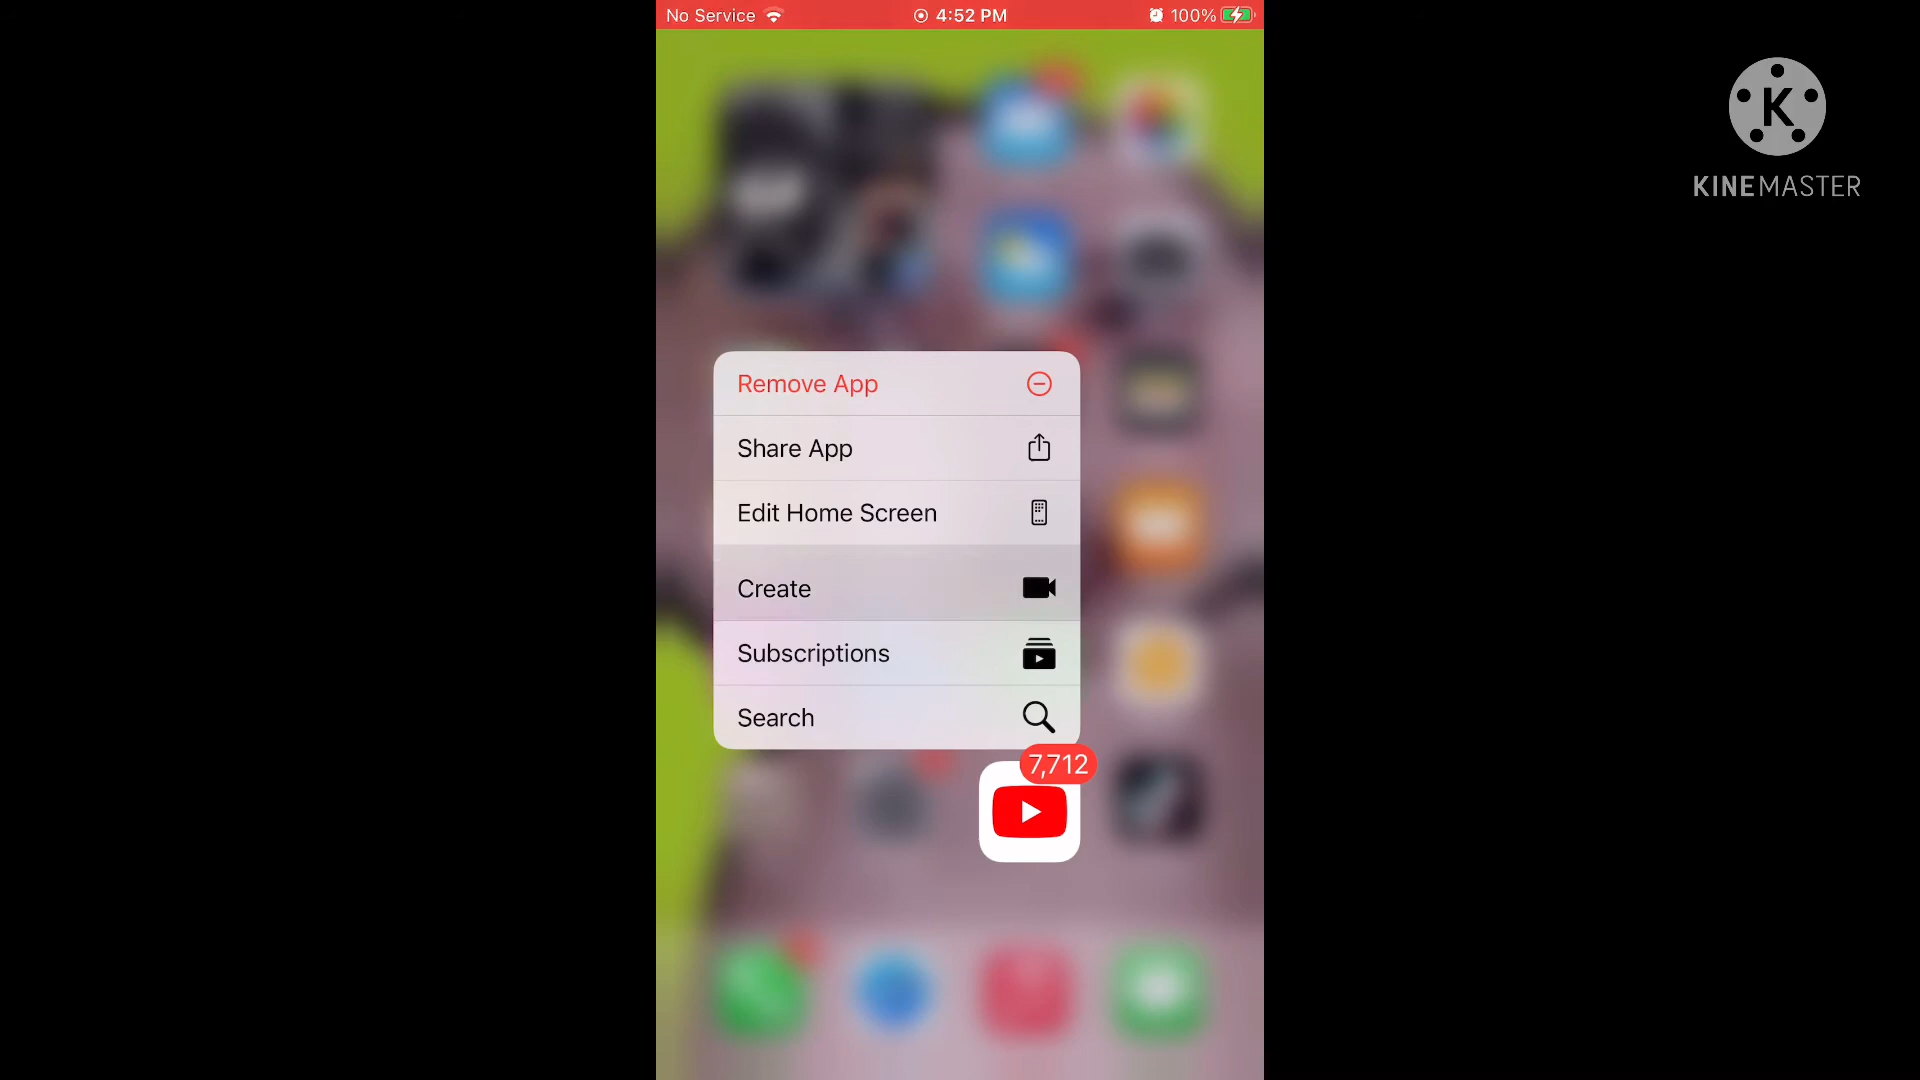 No Service 4:52 PM 100%
K
KINEMASTER
Remove App
Share App
Edit Home Screen
Create
Subscriptions
Search
7,712